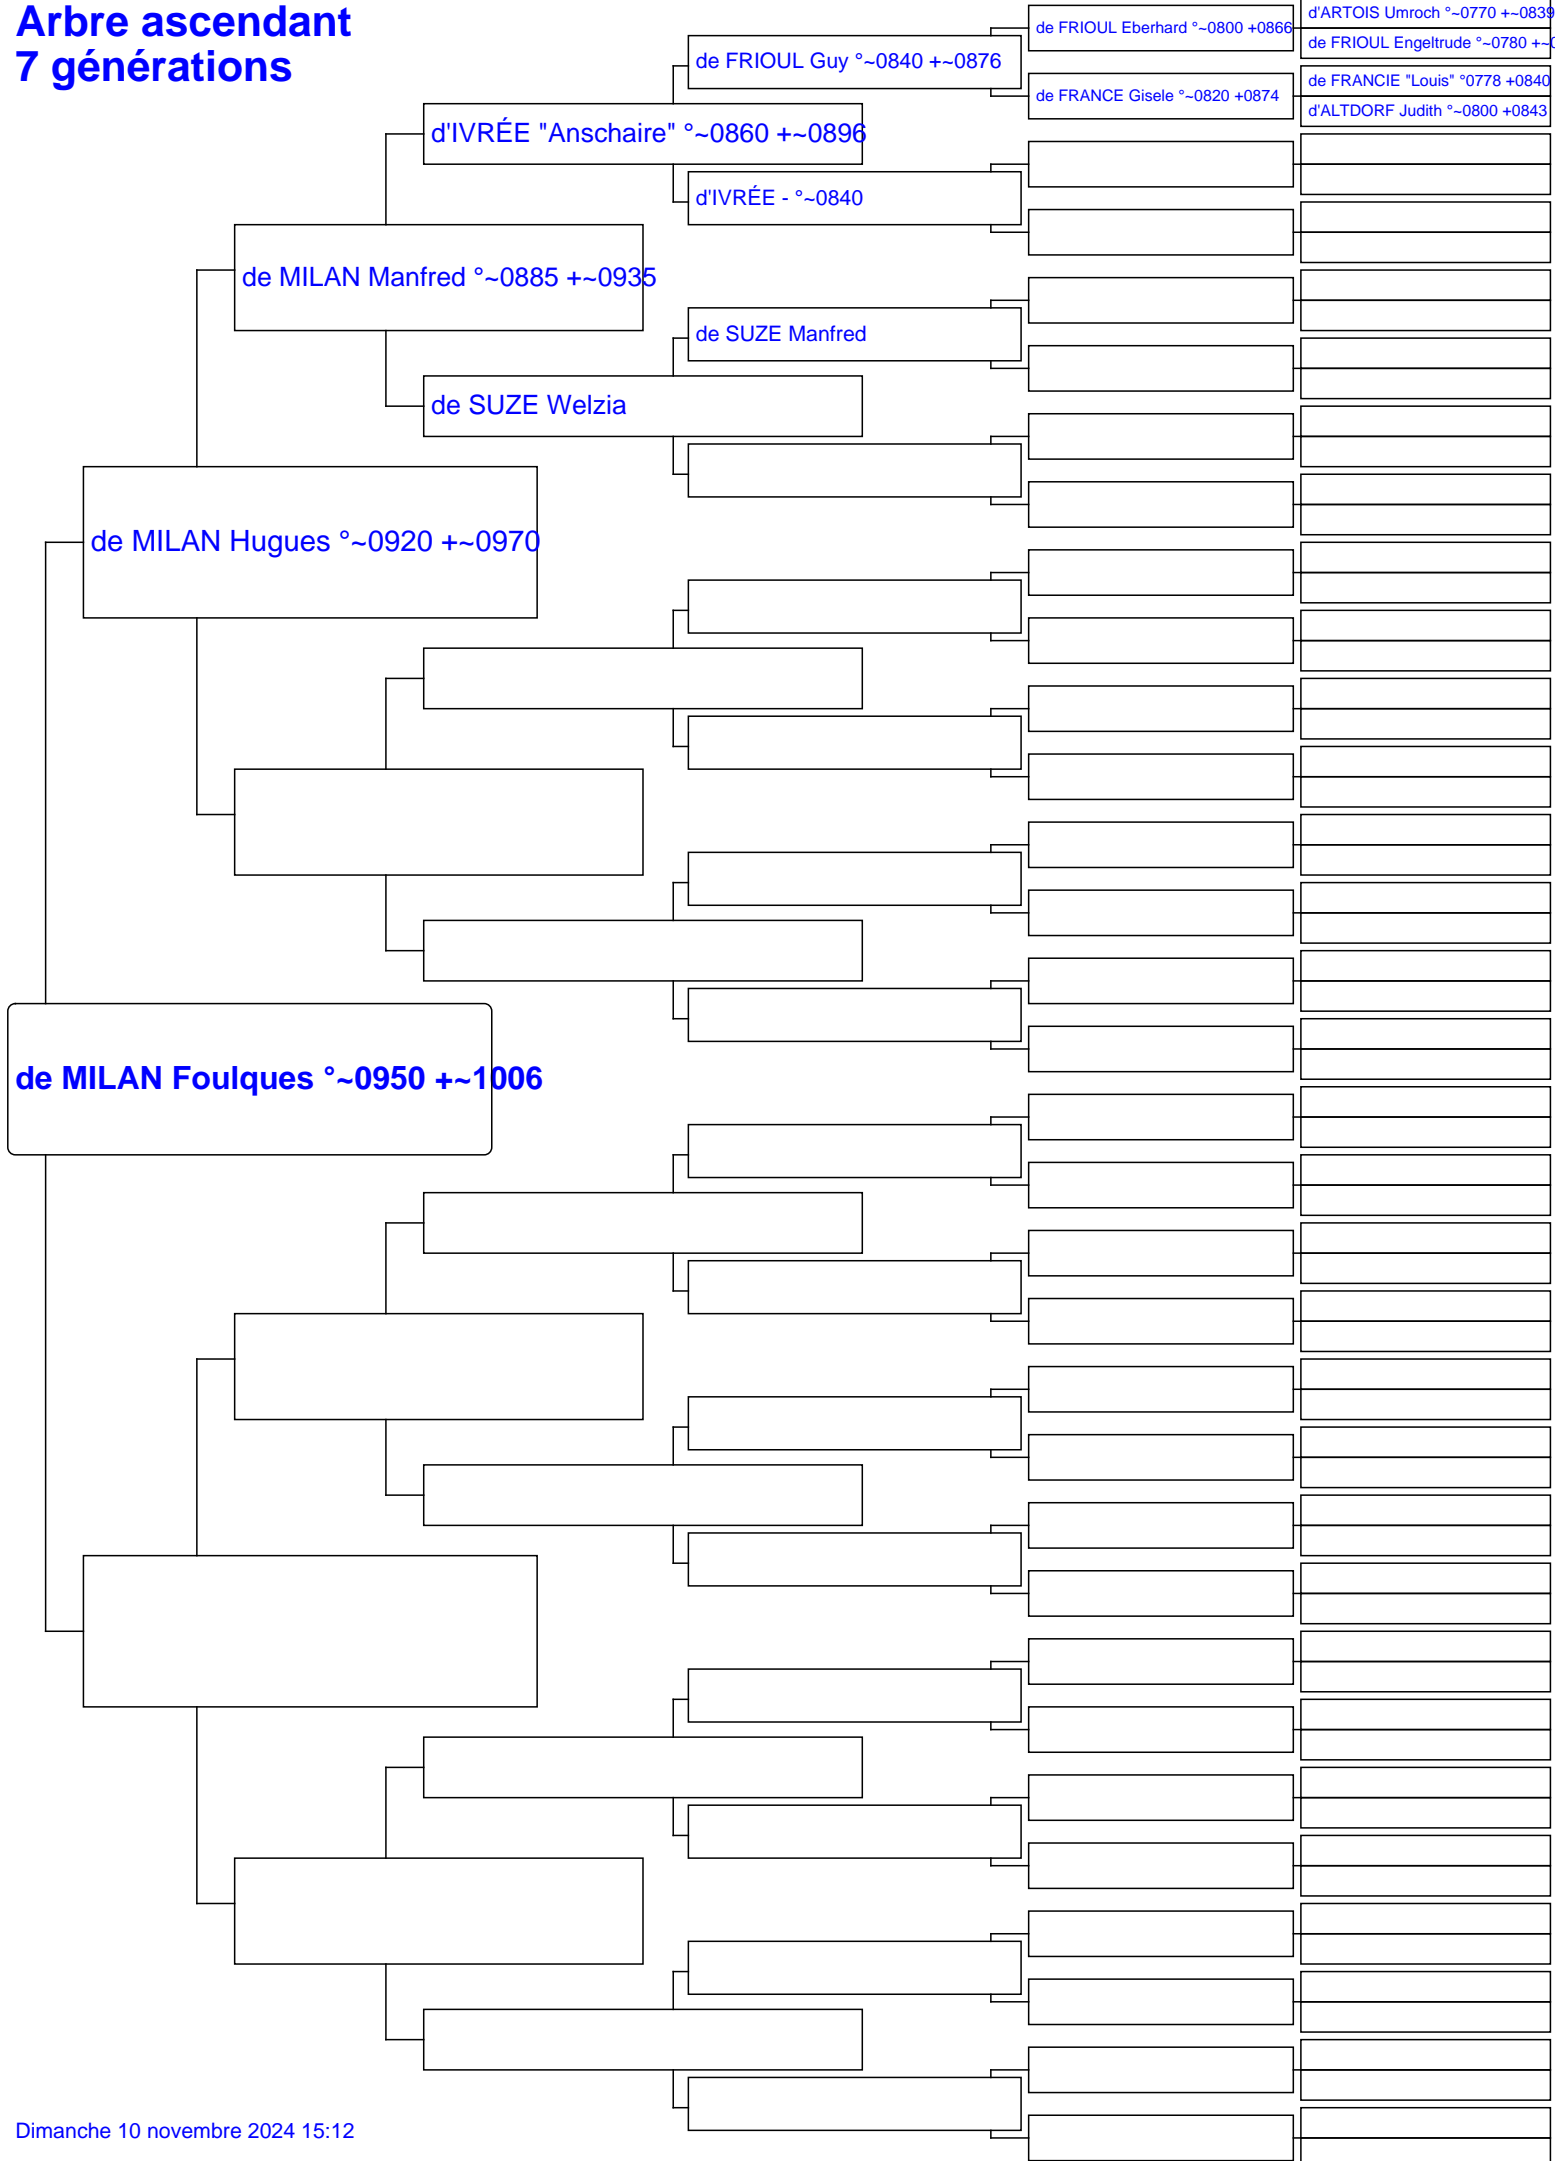 Arbre ascendant
7 générations
d'ARTOIS Umroch °~0770 +~0839
de FRIOUL Eberhard °~0800 +0866
de FRIOUL Engeltrude °~0780
de FRIOUL Guy °~0840 +~0876
de FRANCIE "Louis" °0778 +0840
de FRANCE Gisele °~0820 +0874
d'ALTDORF Judith °~0800 +0843
d'IVRÉE "Anschaire" °~0860 +~0896
d'IVRÉE - °~0840
de MILAN Manfred °~0885 +~0935
de SUZE Manfred
de SUZE Welzia
de MILAN Hugues °~0920 +~0970
de MILAN Foulques °~0950 +~1006
Dimanche 10 novembre 2024 15:12